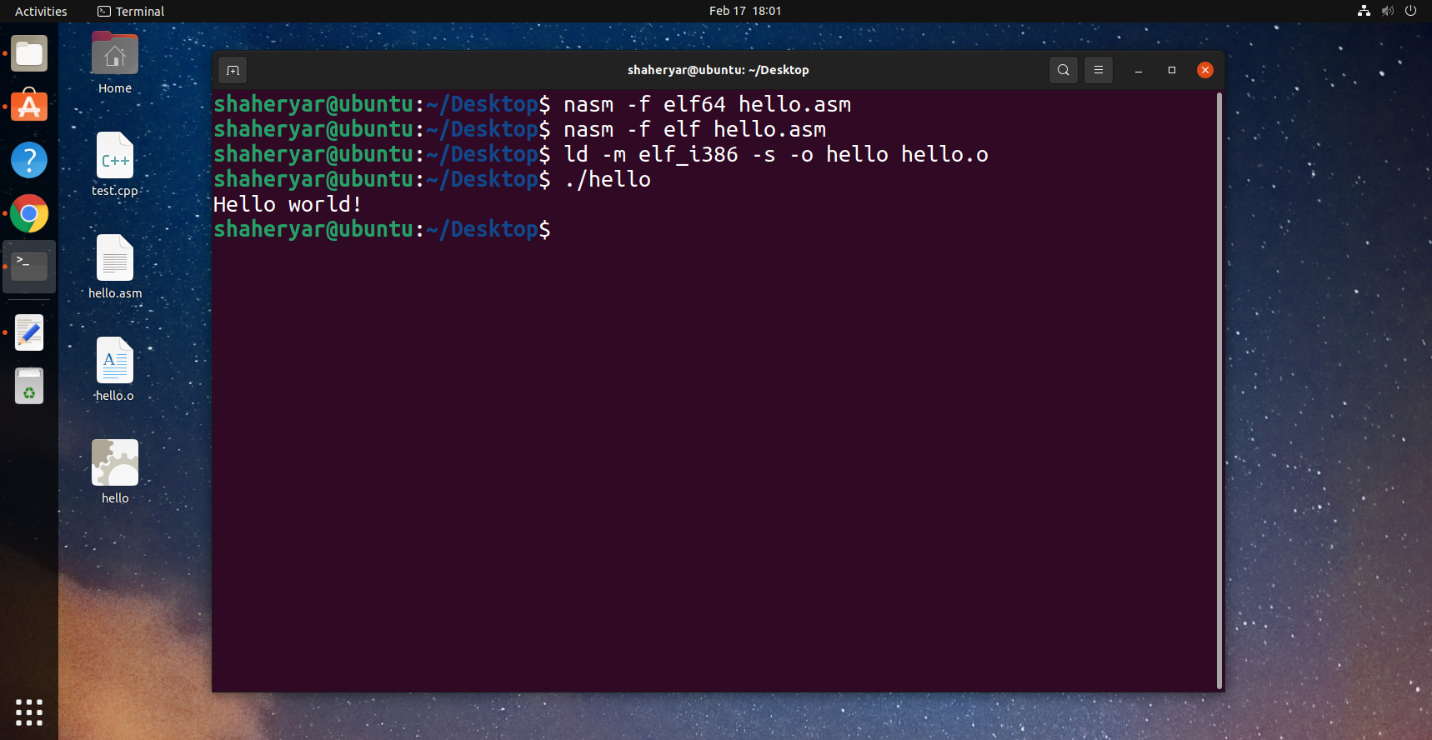 Activities
Terminal
Feb 17 18:01
Home
C++
test.cpp
hello.asm
A
hello.o
hello
shaheryar@ubuntu: ~/Desktop
shaheryar@ubuntu:~/Desktop$ nasm -f elf64 hello.asm
shaheryar@ubuntu:~/Desktop$ nasm -f elf hello.asm
shaheryar@ubuntu:~/Desktop$ ld -m elf_i386 -s -o hello hello.o
shaheryar@ubuntu:~/Desktop$ ./hello
Hello world!
shaheryar@ubuntu:~/Desktop$